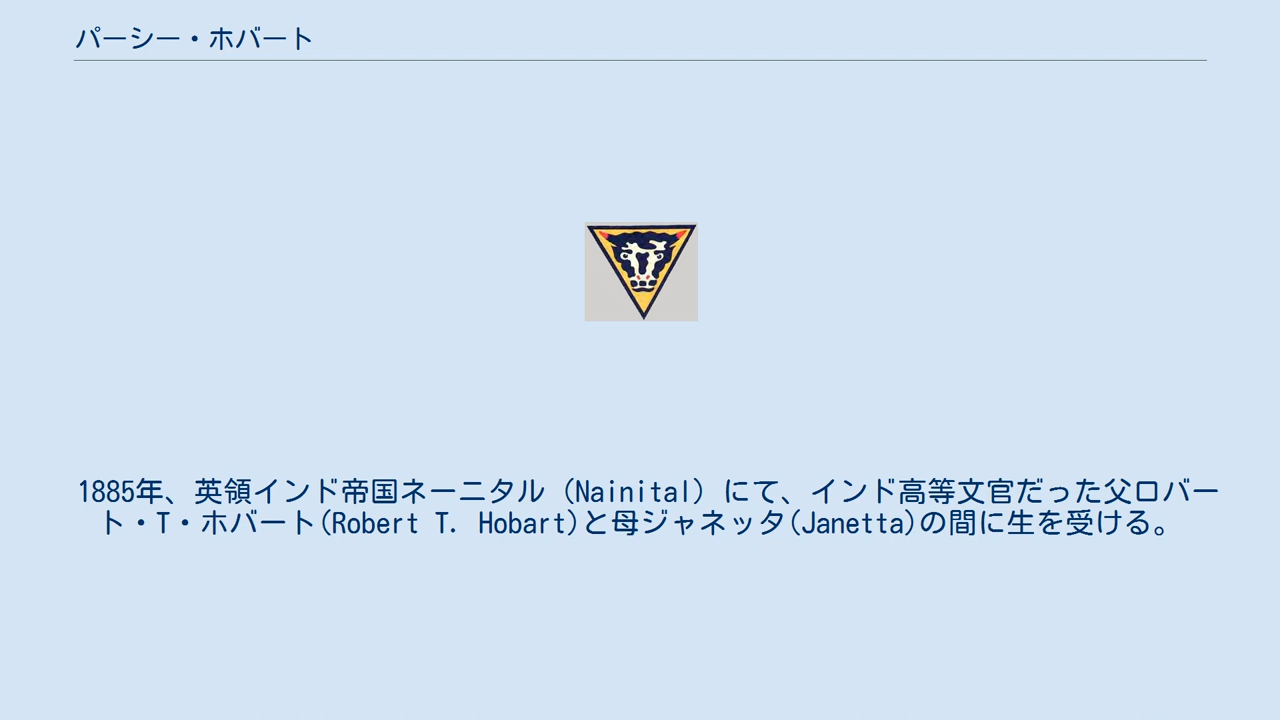 パーシー・ホバート
1885年、英領インド帝国ネーニタル (Nainital) にて、インド高等文官だった父ロバー
ト・T・ホバート(Robert T. Hobart)と母ジャネッタ(Janetta)の間に生を受ける。